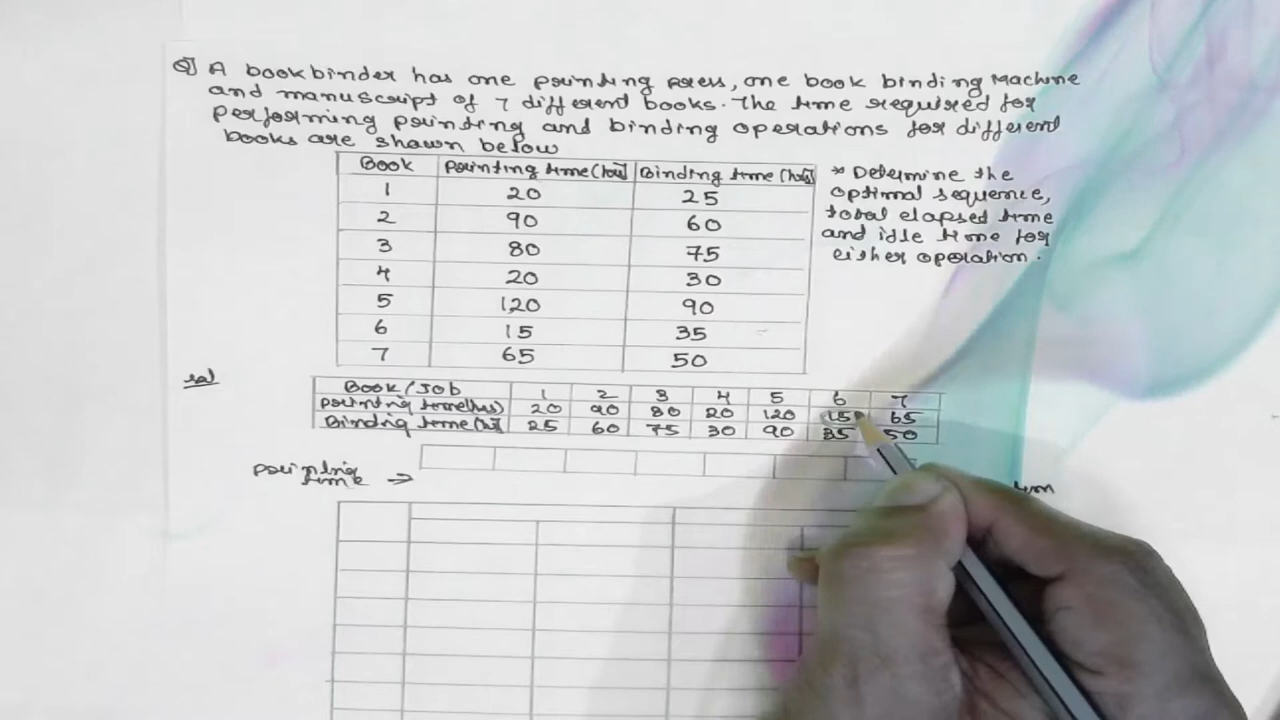 Q] A bookbinder has one printing press, one book binding Machine
and manuscript of 7 different books. The time required for
performing printing and binding operations for different
books are shown below
Book Printing time (hour) Binding time (hour)
1 20 25
2 90 60
3 80 75
4 20 30
5 120 90
6 15 35
7 65 50
* Determine the
optimal sequence,
total elapsed time
and idle time for
either operation.
sol
Book/Job 1 2 3 4 5 6 7
Printing time(hrs) 20 90 80 20 120 15 65
Binding time(hr) 25 60 75 30 90 35 50
printing
time →